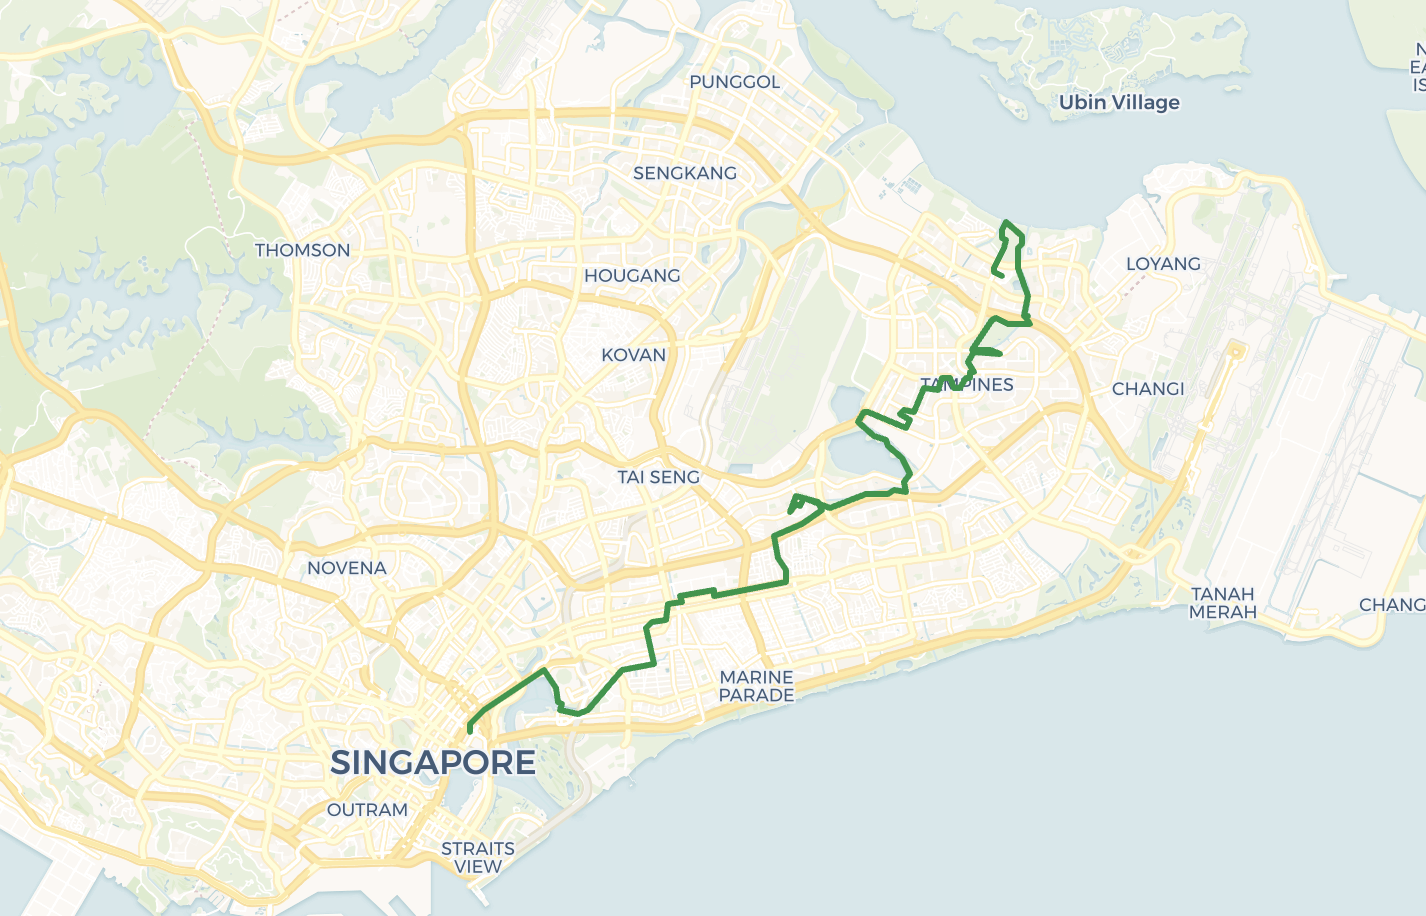 N
EA
IS
PUNGGOL
Ubin Village
SENGKANG
THOMSON
LOYANG
HOUGANG
KOVAN
TAMPINES
CHANGI
TAI SENG
NOVENA
TANAH
MERAH
CHANG
MARINE
PARADE
SINGAPORE
OUTRAM
STRAITS
VIEW